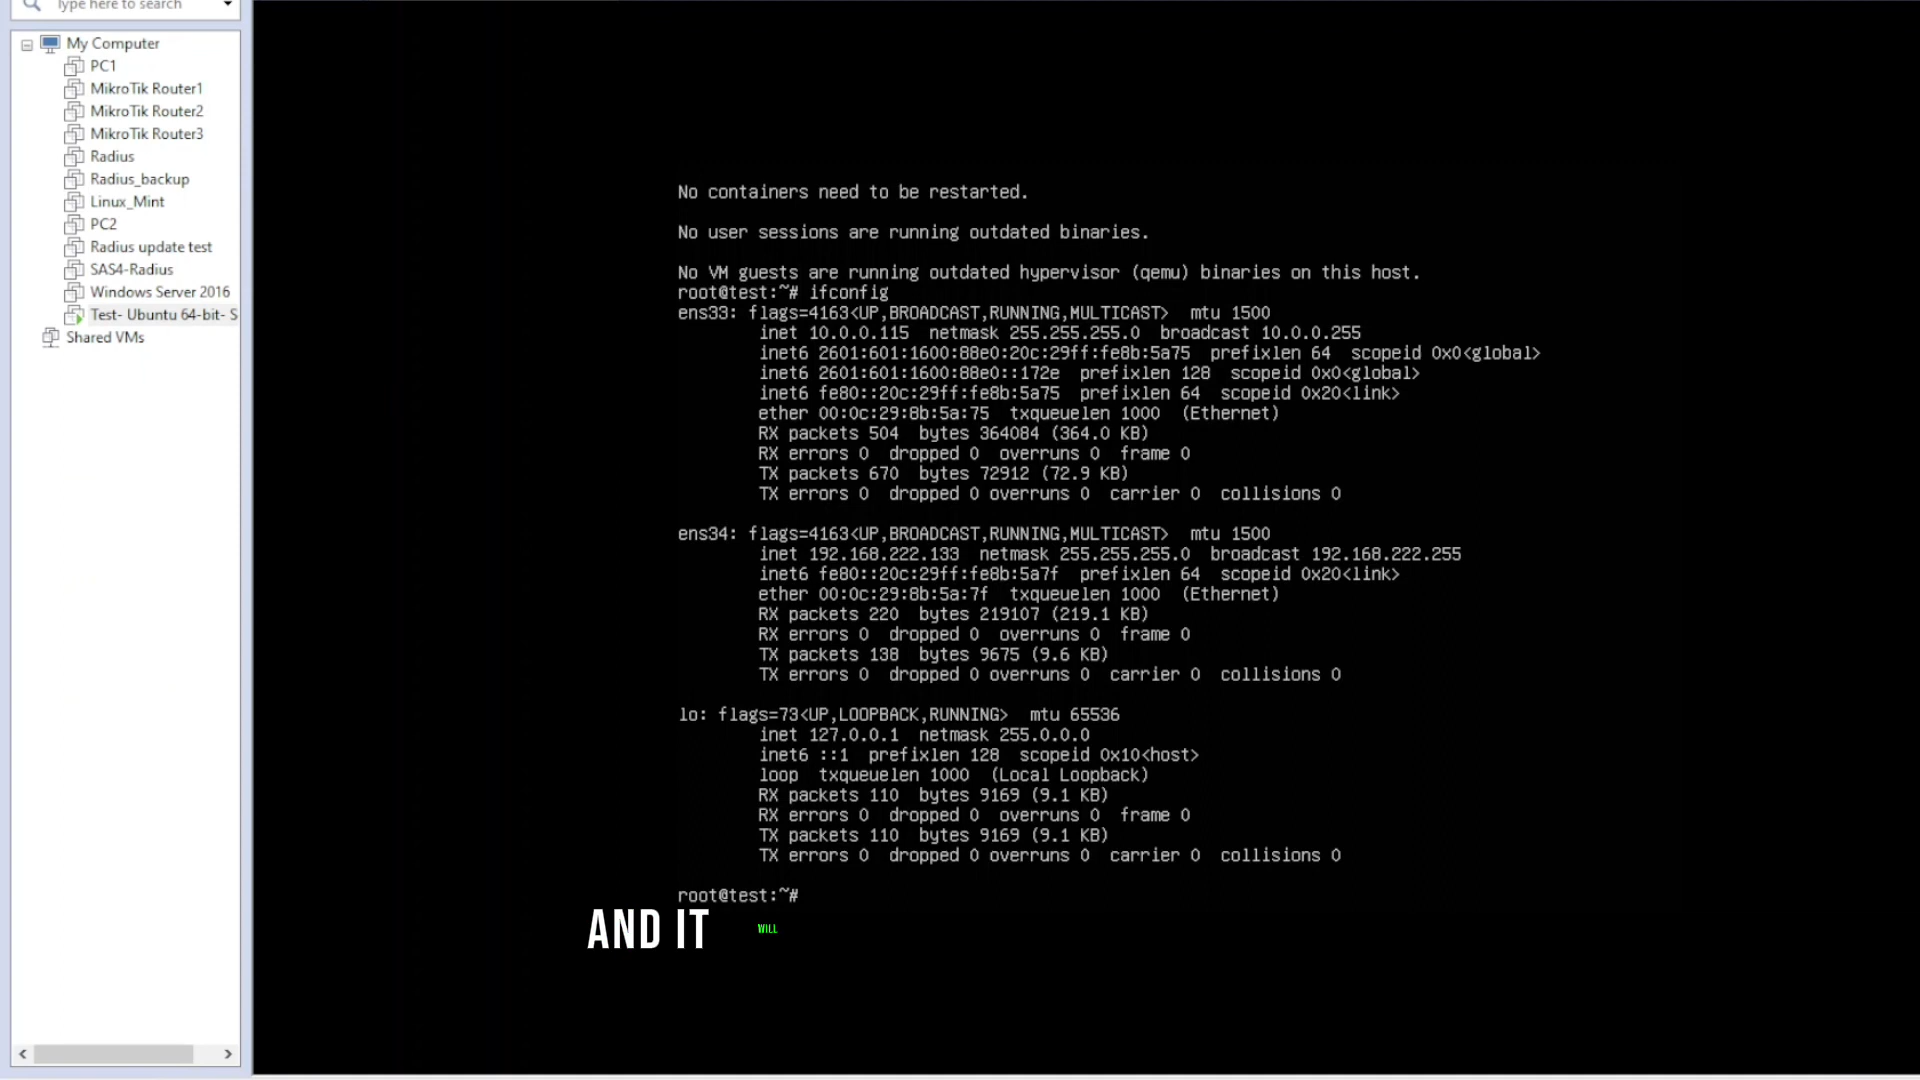 Type here to search
My Computer
PC1
MikroTik Router1
MikroTik Router2
MikroTik Router3
Radius
Radius_backup
Linux_Mint
PC2
Radius update test
SAS4-Radius
Windows Server 2016
Test- Ubuntu 64-bit- S
Shared VMs
No containers need to be restarted.
No user sessions are running outdated binaries.
No VM guests are running outdated hypervisor (qemu) binaries on this host.
root@test:~# ifconfig
ens33: flags=4163<UP,BROADCAST,RUNNING,MULTICAST>  mtu 1500
inet 10.0.0.115  netmask 255.255.255.0  broadcast 10.0.0.255
inet6 2601:601:1600:88e0:20c:29ff:fe8b:5a75  prefixlen 64  scopeid 0x0<global>
inet6 2601:601:1600:88e0::172e  prefixlen 128  scopeid 0x0<global>
inet6 fe80::20c:29ff:fe8b:5a75  prefixlen 64  scopeid 0x20<link>
ether 00:0c:29:8b:5a:75  txqueuelen 1000  (Ethernet)
RX packets 504  bytes 364084 (364.0 KB)
RX errors 0  dropped 0  overruns 0  frame 0
TX packets 670  bytes 72912 (72.9 KB)
TX errors 0  dropped 0 overruns 0  carrier 0  collisions 0
ens34: flags=4163<UP,BROADCAST,RUNNING,MULTICAST>  mtu 1500
inet 192.168.222.133  netmask 255.255.255.0  broadcast 192.168.222.255
inet6 fe80::20c:29ff:fe8b:5a7f  prefixlen 64  scopeid 0x20<link>
ether 00:0c:29:8b:5a:7f  txqueuelen 1000  (Ethernet)
RX packets 220  bytes 219107 (219.1 KB)
RX errors 0  dropped 0  overruns 0  frame 0
TX packets 138  bytes 9675 (9.6 KB)
TX errors 0  dropped 0 overruns 0  carrier 0  collisions 0
lo: flags=73<UP,LOOPBACK,RUNNING>  mtu 65536
inet 127.0.0.1  netmask 255.0.0.0
inet6 ::1  prefixlen 128  scopeid 0x10<host>
loop  txqueuelen 1000  (Local Loopback)
RX packets 110  bytes 9169 (9.1 KB)
RX errors 0  dropped 0  overruns 0  frame 0
TX packets 110  bytes 9169 (9.1 KB)
TX errors 0  dropped 0 overruns 0  carrier 0  collisions 0
root@test:~#
AND IT WILL